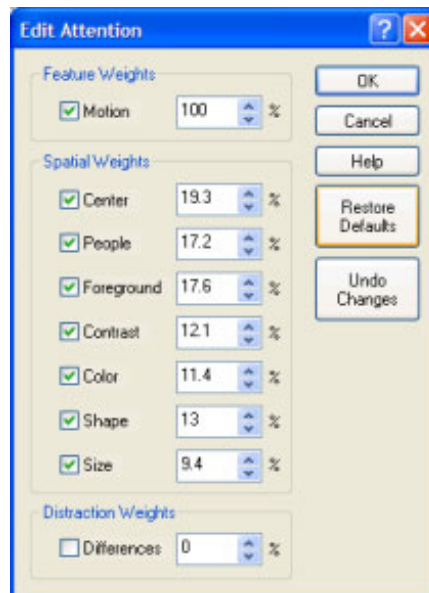 Edit Attention
Feature Weights
Motion 100 %
OK
Cancel
Help
Restore
Defaults
Undo
Changes
Spatial Weights
Center 19.3 %
People 17.2 %
Foreground 17.6 %
Contrast 12.1 %
Color 11.4 %
Shape 13 %
Size 9.4 %
Distraction Weights
Differences 0 %